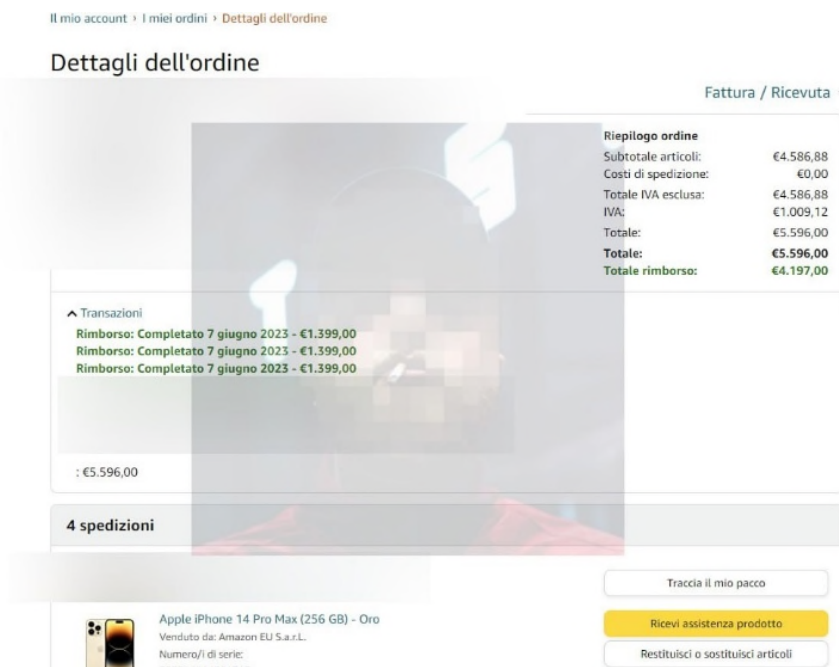 Il mio account › I miei ordini › Dettagli dell'ordine
Dettagli dell'ordine
Fattura / Ricevuta
Riepilogo ordine
Subtotale articoli: €4.586,88
Costi di spedizione: €0,00
Totale IVA esclusa: €4.586,88
IVA: €1.009,12
Totale: €5.596,00
Totale: €5.596,00
Totale rimborso: €4.197,00
Transazioni
Rimborso: Completato 7 giugno 2023 - €1.399,00
Rimborso: Completato 7 giugno 2023 - €1.399,00
Rimborso: Completato 7 giugno 2023 - €1.399,00
: €5.596,00
4 spedizioni
Traccia il mio pacco
Apple iPhone 14 Pro Max (256 GB) - Oro
Ricevi assistenza prodotto
Venduto da: Amazon EU S.a.r.L.
Numero/i di serie:
Restituisci o sostituisci articoli